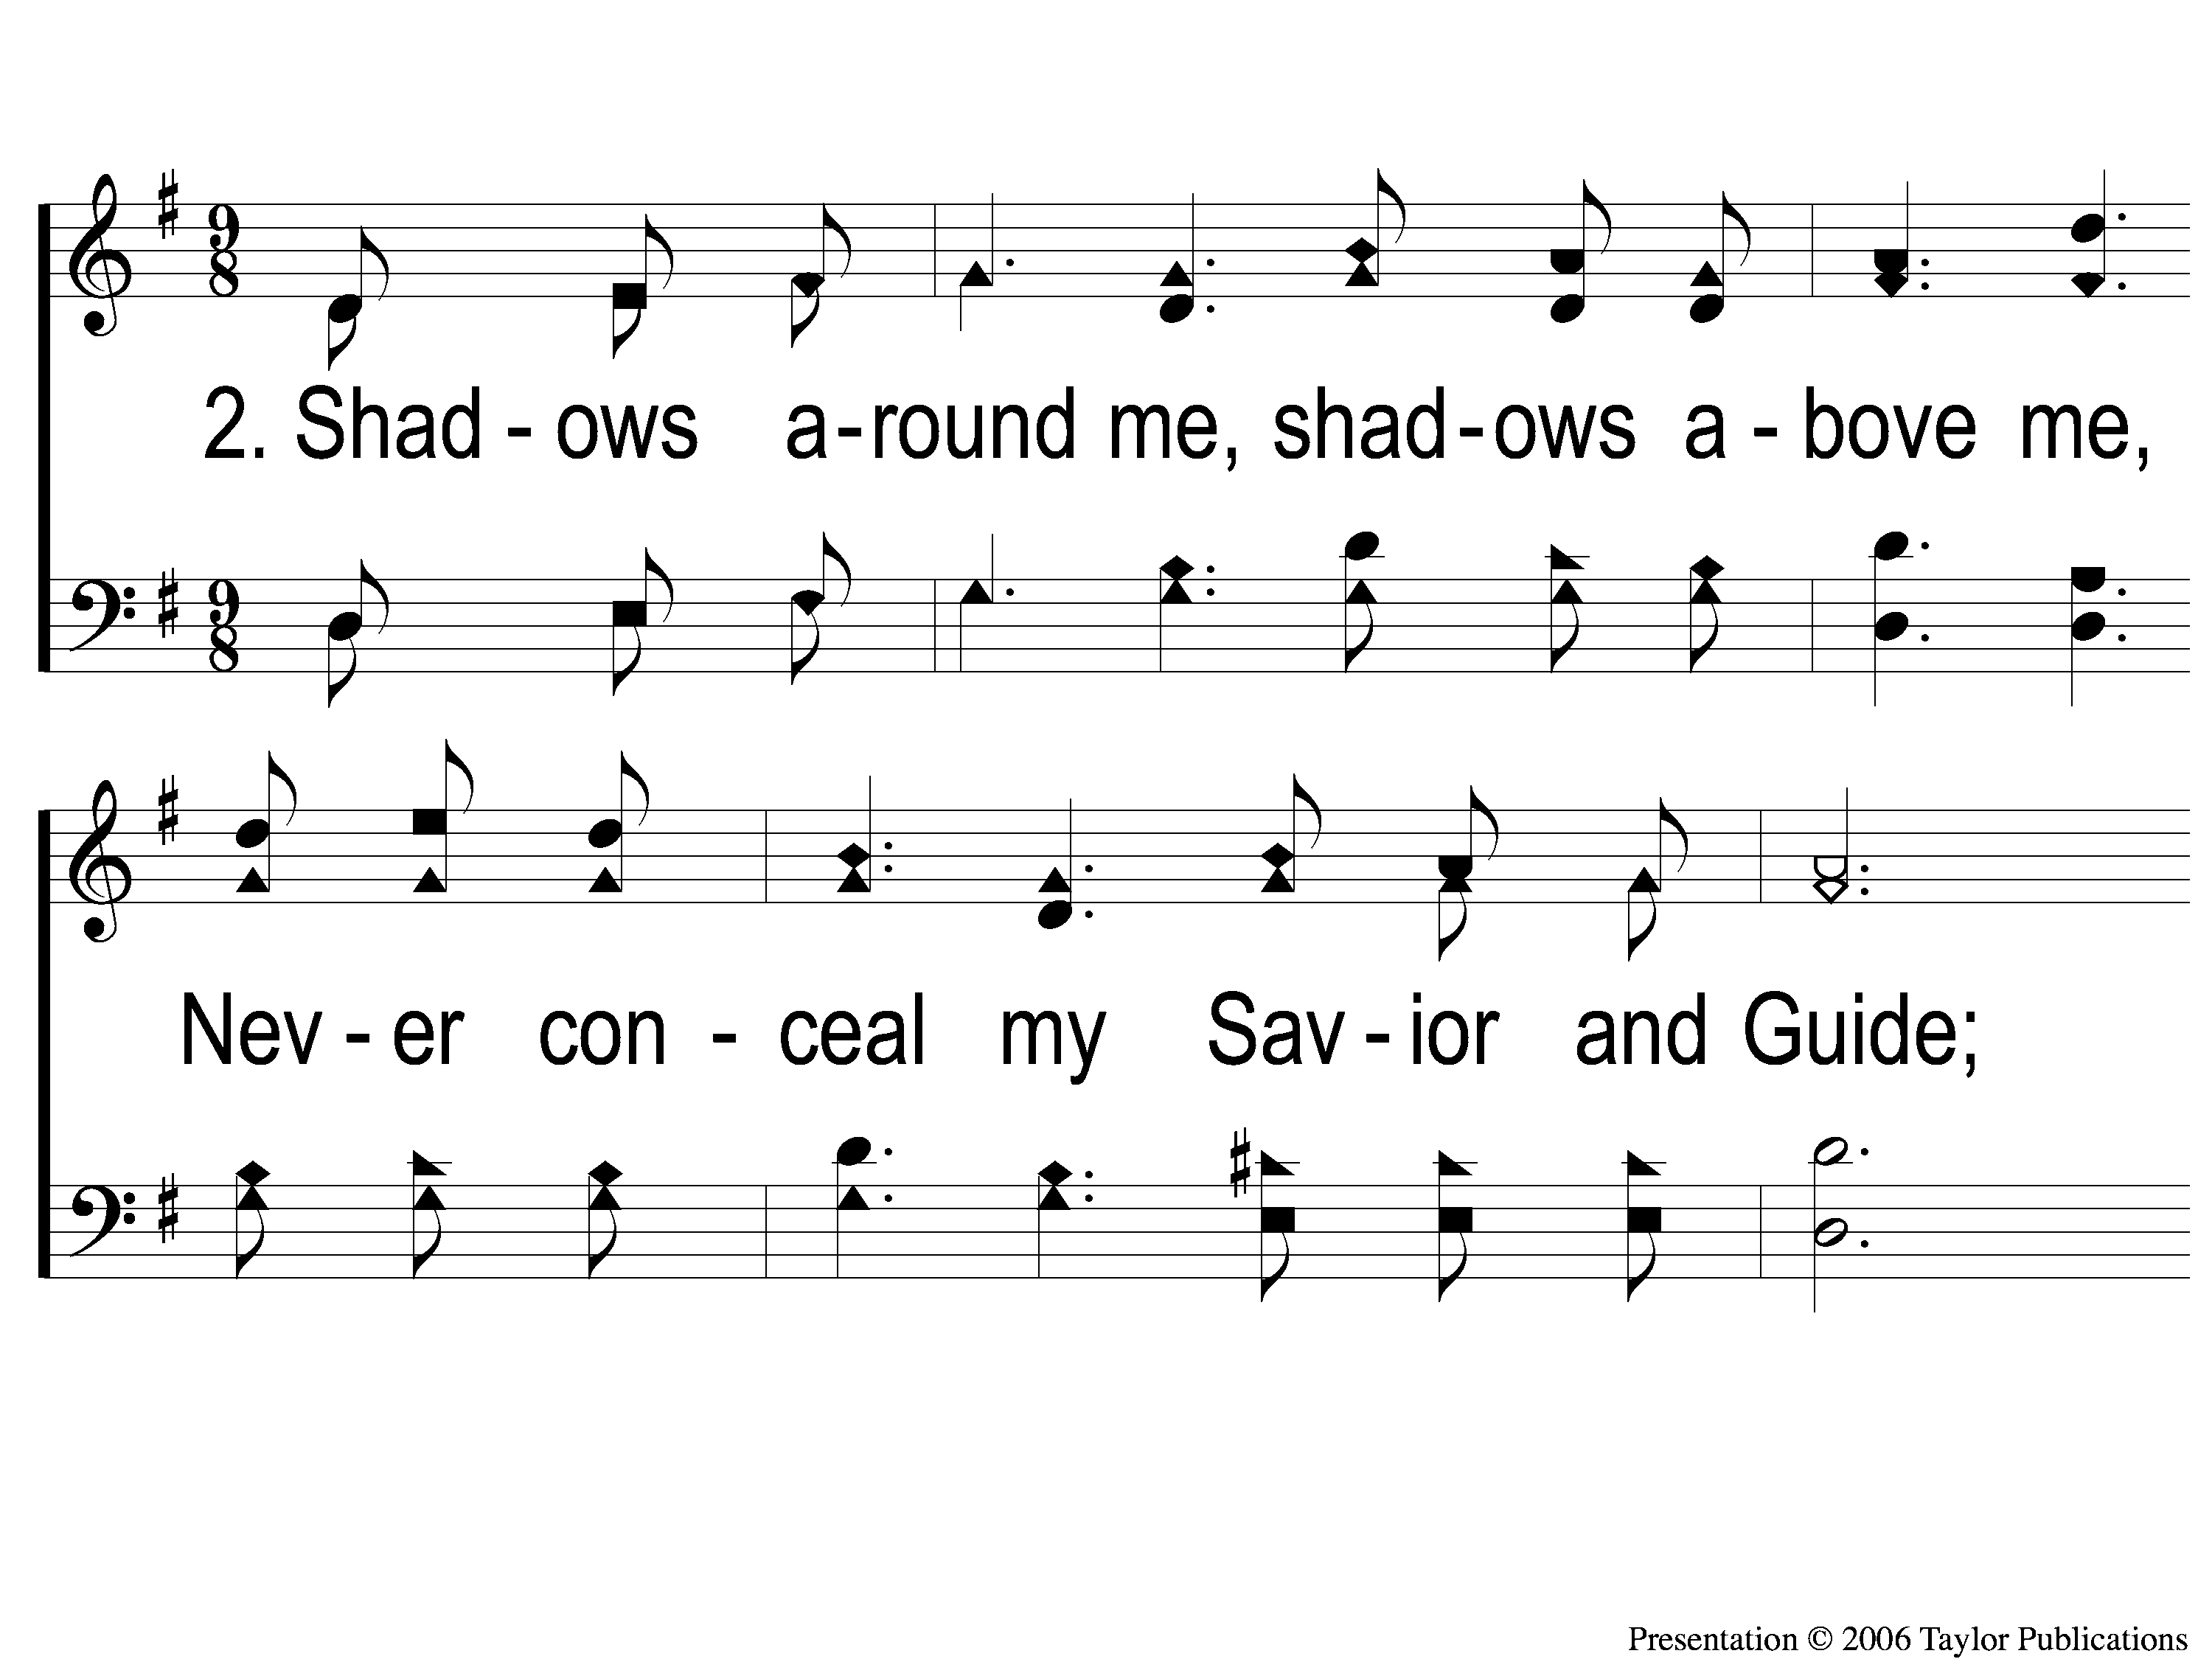 2. Shad - ows a - round me, shad - ows a - bove me,
Nev - er con - ceal my Sav - ior and Guide;
Presentation © 2006 Taylor Publications